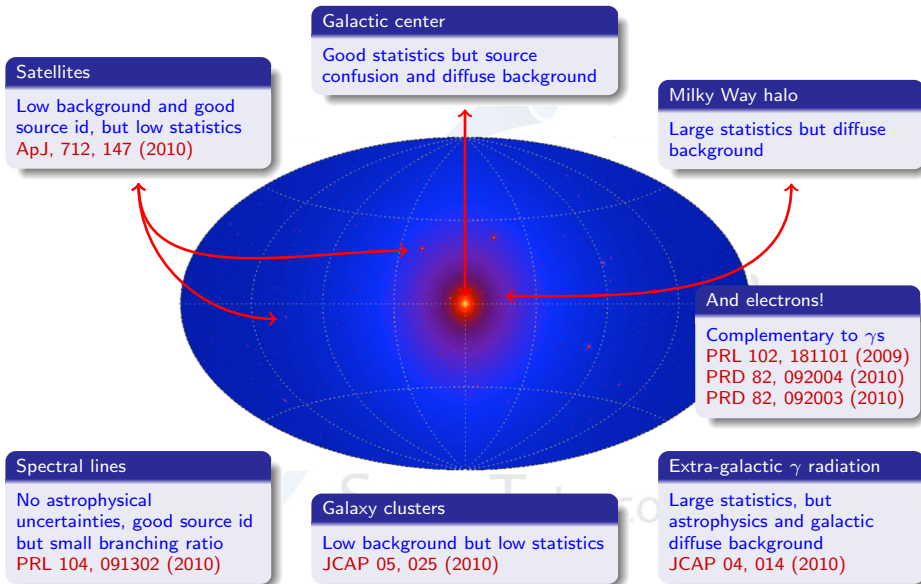 Galactic center
Good statistics but source
confusion and diffuse background
Satellites
Low background and good
source id, but low statistics
ApJ, 712, 147 (2010)
Milky Way halo
Large statistics but diffuse
background
And electrons!
Complementary to γs
PRL 102, 181101 (2009)
PRD 82, 092004 (2010)
PRD 82, 092003 (2010)
Spectral lines
No astrophysical
uncertainties, good source id
but small branching ratio
PRL 104, 091302 (2010)
Galaxy clusters
Low background but low statistics
JCAP 05, 025 (2010)
Extra-galactic γ radiation
Large statistics, but
astrophysics and galactic
diffuse background
JCAP 04, 014 (2010)